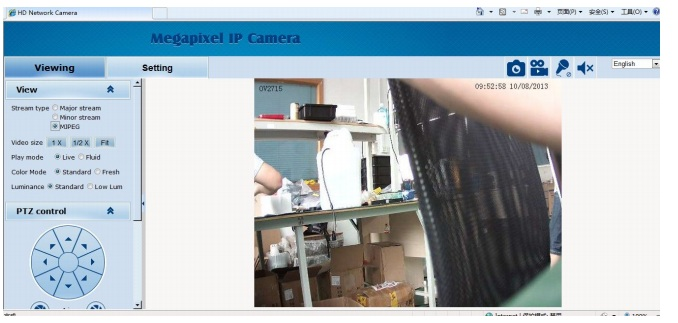 HD Network Camera
页面(P) 安全(S) 工具(O)
Megapixel IP Camera
Viewing Setting
English
View
Stream type Major stream
Minor stream
MJPEG
Video size 1 X 1/2 X Fit
Play mode Live Fluid
Color Mode Standard Fresh
Luminance Standard Low Lum
PTZ control
OV2715 09:52:58 10/08/2013